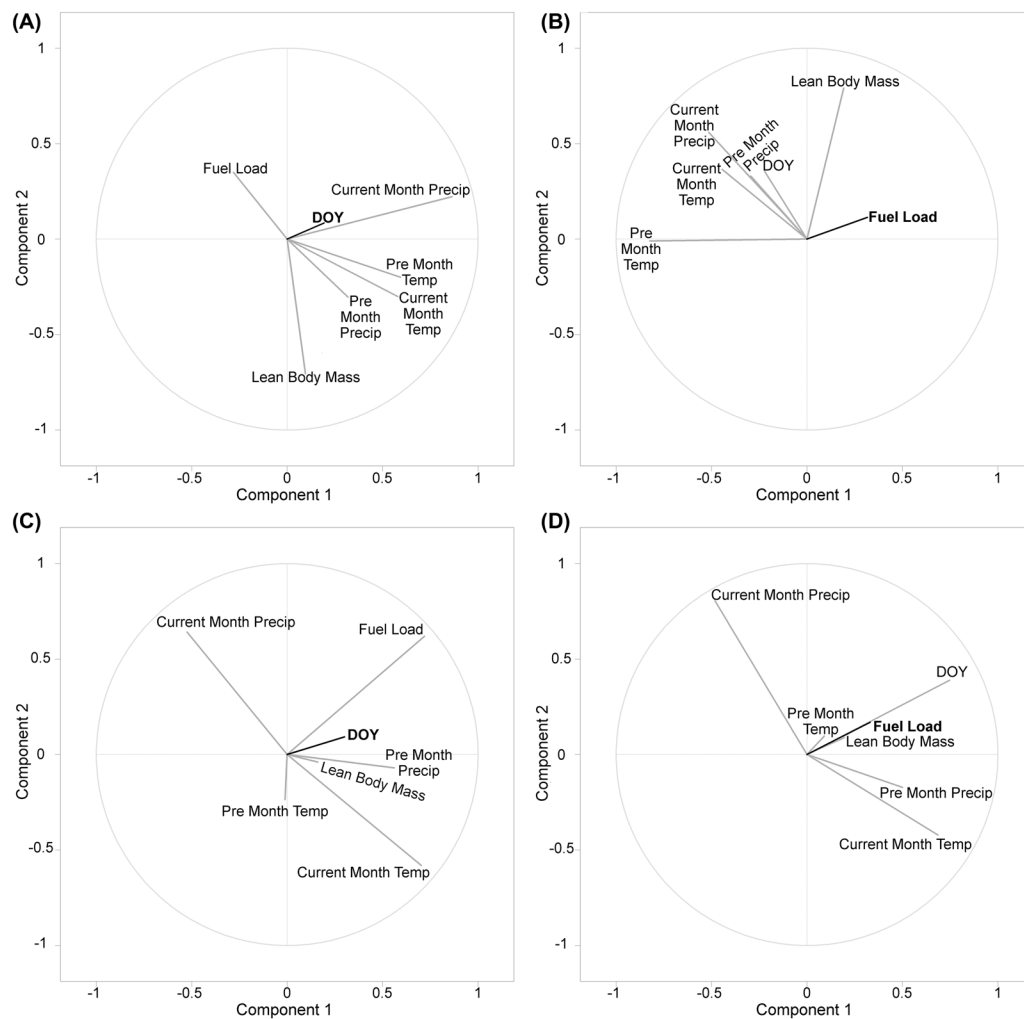 (A)
1
0.5
0
-0.5
-1
Component 2
Fuel Load
Current Month Precip
DOY
Pre Month
Temp
Current
Month
Temp
Pre
Month
Precip
Lean Body Mass
-1
-0.5
0
0.5
1
Component 1
(B)
1
0.5
0
-0.5
-1
Component 2
Lean Body Mass
Current
Month
Precip
Pre Month
Precip
DOY
Current
Month
Temp
Fuel Load
Pre
Month
Temp
-1
-0.5
0
0.5
1
Component 1
(C)
1
0.5
0
-0.5
-1
Component 2
Current Month Precip
Fuel Load
DOY
Pre Month
Precip
Lean Body Mass
Pre Month Temp
Current Month Temp
-1
-0.5
0
0.5
1
Component 1
(D)
1
0.5
0
-0.5
-1
Component 2
Current Month Precip
DOY
Pre Month
Temp
Fuel Load
Lean Body Mass
Pre Month Precip
Current Month Temp
-1
-0.5
0
0.5
1
Component 1